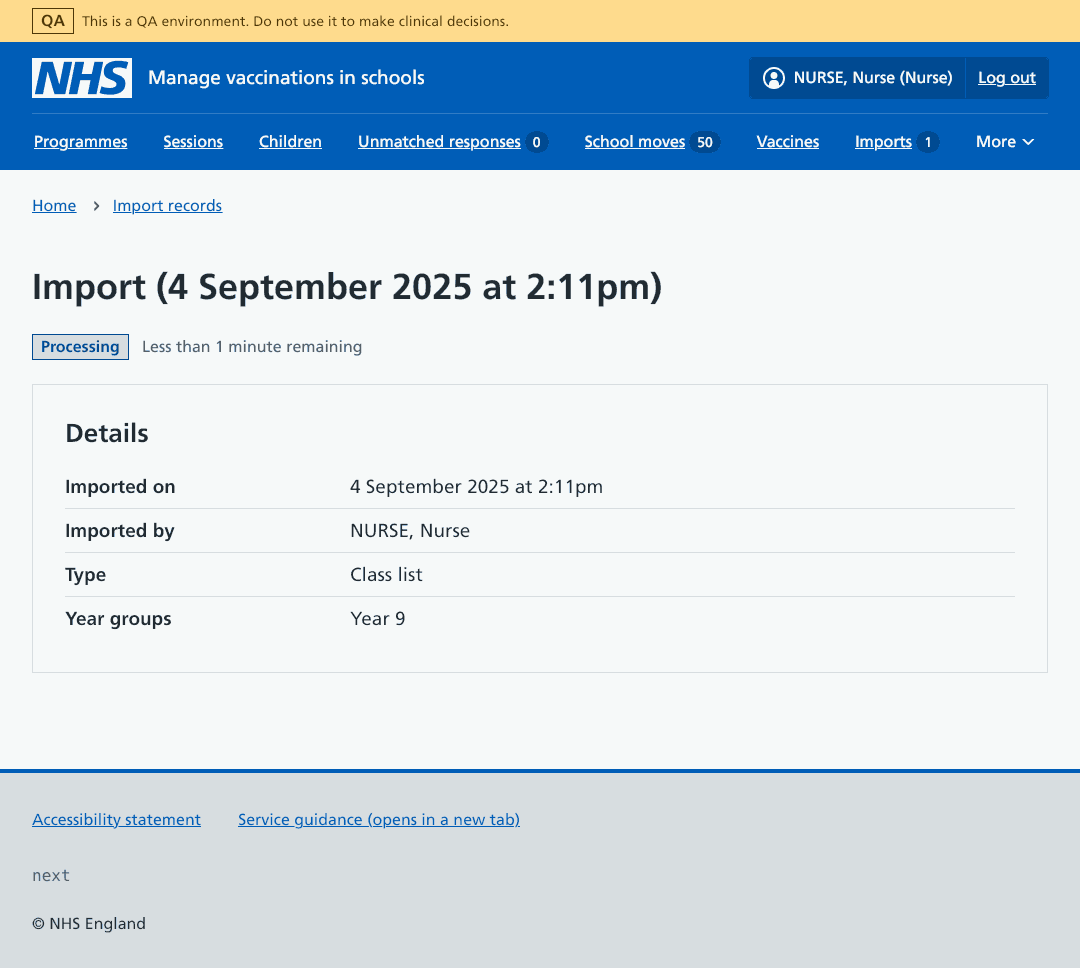 QA This is a QA environment. Do not use it to make clinical decisions.
NHS Manage vaccinations in schools NURSE, Nurse (Nurse) Log out
Programmes Sessions Children Unmatched responses 0 School moves 50 Vaccines Imports 1 More
Home Import records
Import (4 September 2025 at 2:11pm)
Processing Less than 1 minute remaining
Details
Imported on 4 September 2025 at 2:11pm
Imported by NURSE, Nurse
Type Class list
Year groups Year 9
Accessibility statement Service guidance (opens in a new tab)
next
© NHS England